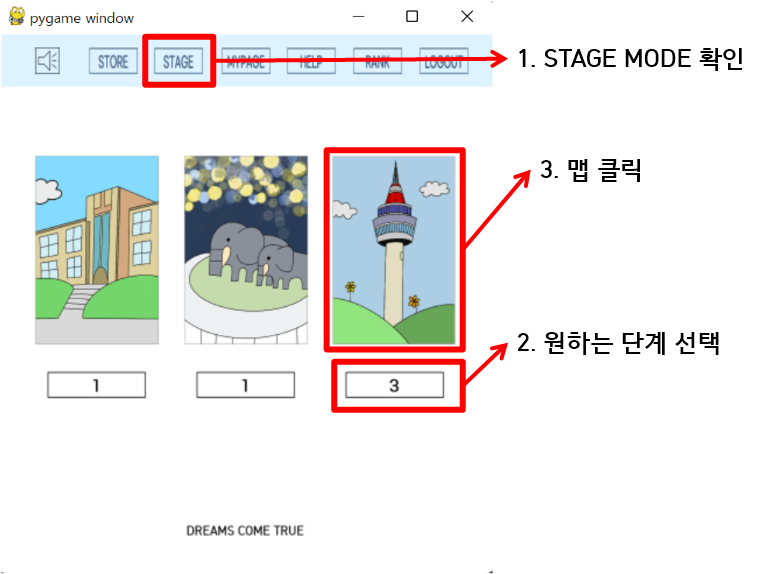 pygame window
STORE STAGE MYPAGE HELP RANK LOGOUT
1. STAGE MODE 확인
3. 맵 클릭
2. 원하는 단계 선택
1 1 3
DREAMS COME TRUE